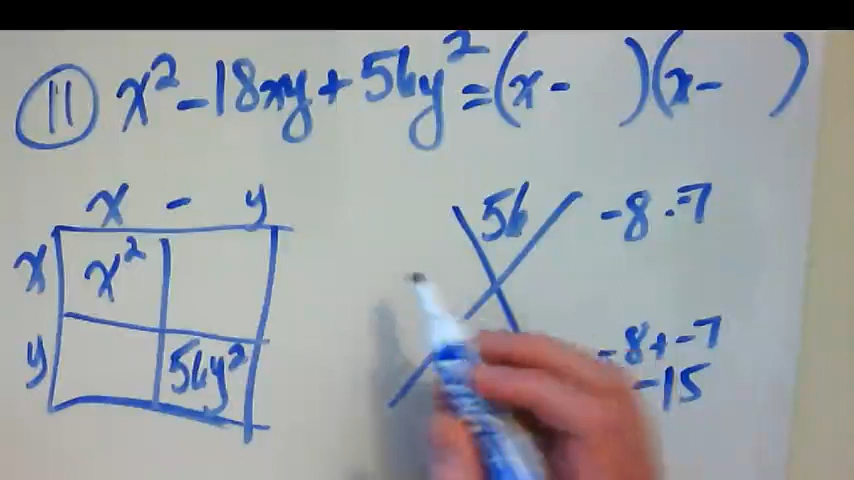 11 x² - 18xy + 56y² = (x - )(x - )
x - y
x x²
y 56y²
56
-8 · -7
-8 + -7
-15